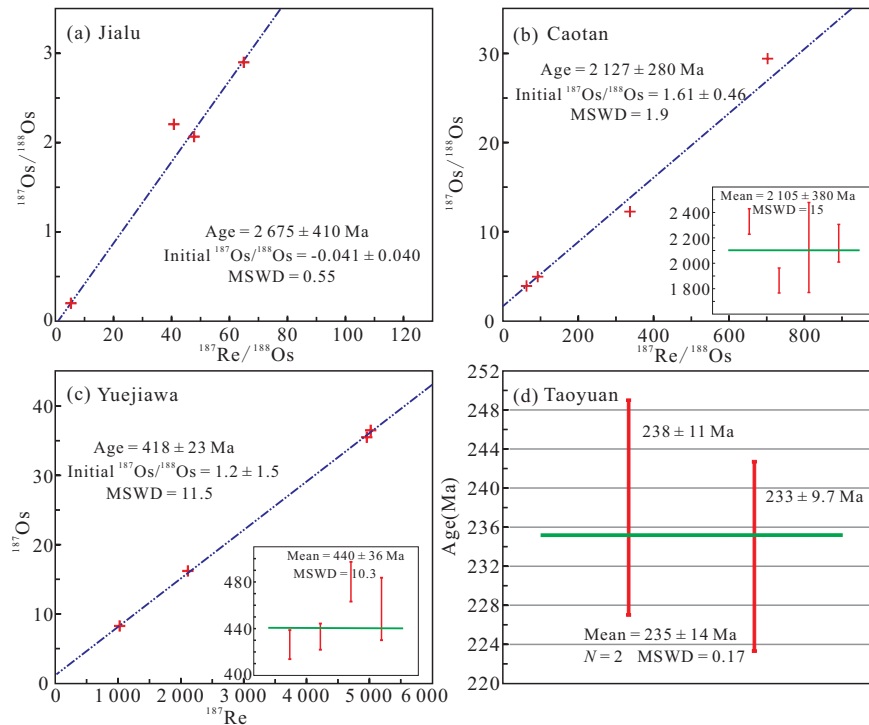 (a) Jialu
3
2
1
0
0
20
40
60
80
100
120
¹⁸⁷Os/¹⁸⁸Os
¹⁸⁷Re/¹⁸⁸Os
Age = 2 675 ± 410 Ma
Initial ¹⁸⁷Os/¹⁸⁸Os = -0.041 ± 0.040
MSWD = 0.55
(b) Caotan
Age = 2 127 ± 280 Ma
Initial ¹⁸⁷Os/¹⁸⁸Os = 1.61 ± 0.46
MSWD = 1.9
30
20
10
0
0
200
400
600
800
¹⁸⁷Os/¹⁸⁸Os
¹⁸⁷Re/¹⁸⁸Os
Mean = 2 105 ± 380 Ma
MSWD = 15
2 400
2 200
2 000
1 800
(c) Yuejiawa
Age = 418 ± 23 Ma
Initial ¹⁸⁷Os/¹⁸⁸Os = 1.2 ± 1.5
MSWD = 11.5
40
30
20
10
0
0
1 000
2 000
3 000
4 000
5 000
6 000
¹⁸⁷Os
¹⁸⁷Re
Mean = 440 ± 36 Ma
MSWD = 10.3
480
440
400
(d) Taoyuan
252
248
244
240
236
232
228
224
220
Age(Ma)
238 ± 11 Ma
233 ± 9.7 Ma
Mean = 235 ± 14 Ma
N = 2 MSWD = 0.17